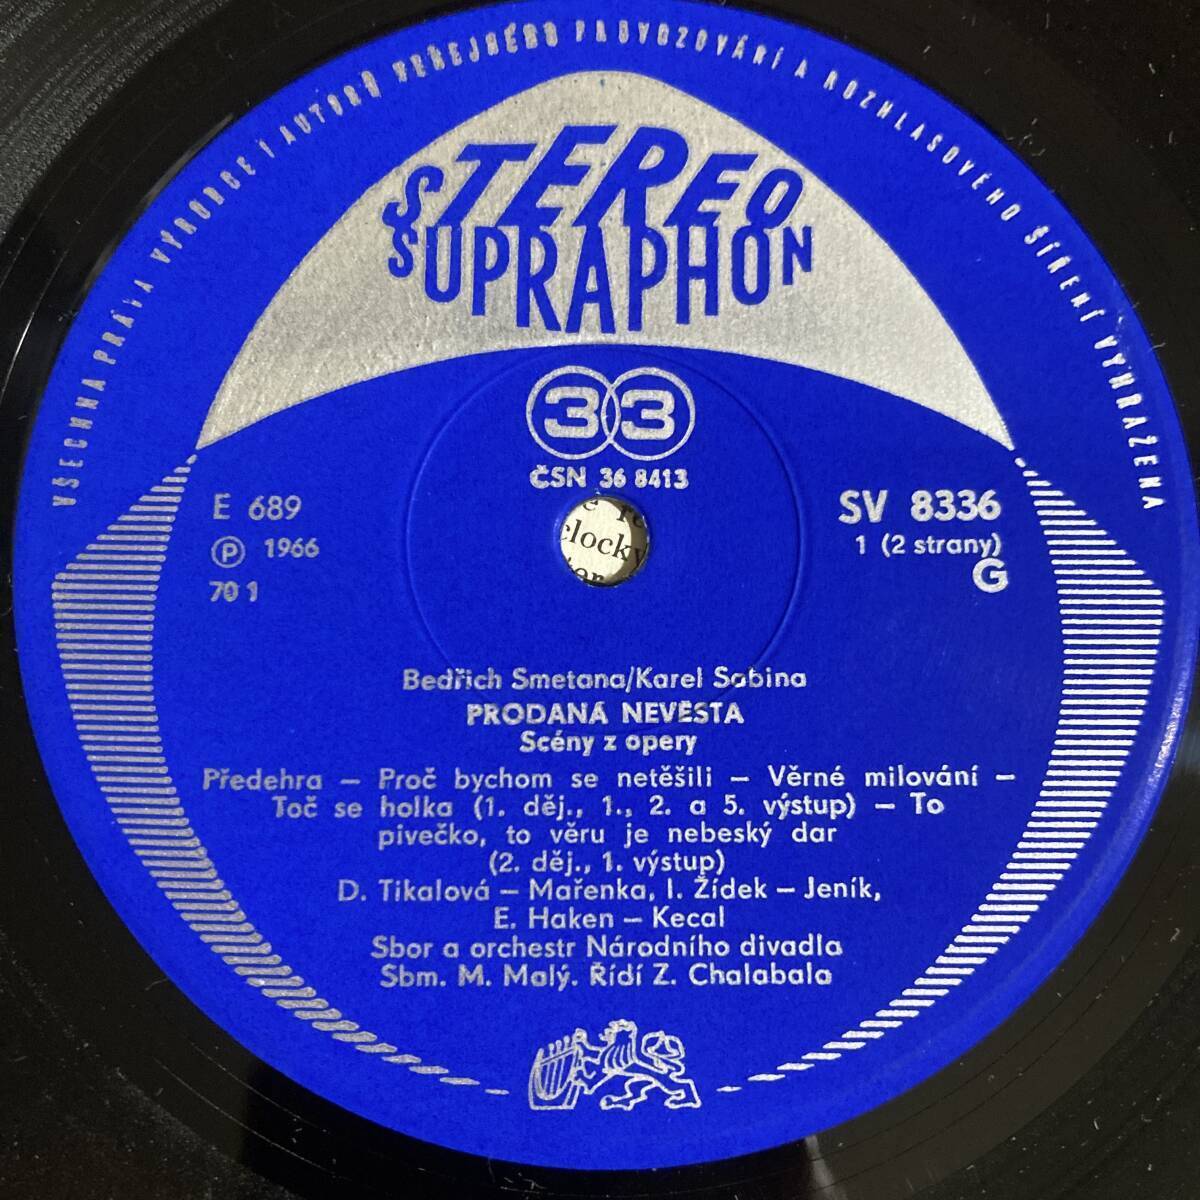 VŠECHNA PRÁVA VÝROBCE I AUTORŮ VEŘEJNÉHO PROVOZOVÁNÍ A ROZHLASOVÉHO ŠÍŘENÍ VYHRAŽENA
STEREO
SUPRAPHON
33
ČSN 36 8413
E 689
℗ 1966
70 1
clocky
SV 8336
1 (2 strany)
G
Bedřich Smetana/Karel Sabina
PRODANÁ NEVĚSTA
Scény z opery
Předehra – Proč bychom se netěšili – Věrné milování –
Toč se holka (1. děj., 1., 2. a 5. výstup) – To
pivečko, to věru je nebeský dar
(2. děj., 1. výstup)
D. Tikalová – Mařenka, I. Žídek – Jeník,
E. Haken – Kecal
Sbor a orchestr Národního divadla
Sbm. M. Malý. Řídí Z. Chalabala